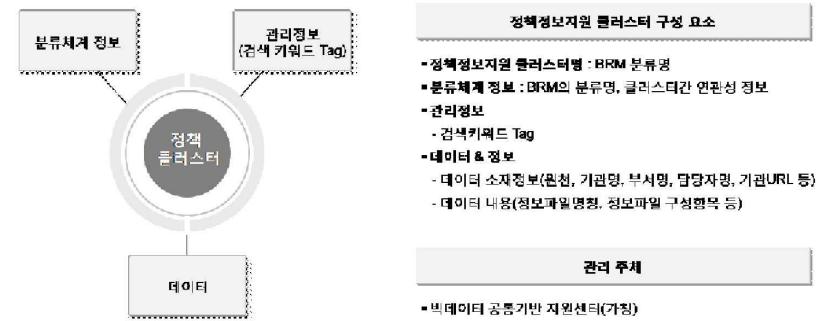 분류체계 정보
관리정보
(검색 키워드 Tag)
정책
클러스터
데이터
정책정보지원 클러스터 구성 요소
▪정책정보지원 클러스터명 : BRM 분류명
▪분류체계 정보 : BRM의 분류명, 클러스터간 연관성 정보
▪관리정보
- 검색키워드 Tag
▪데이터 & 정보
- 데이터 소재정보(원천, 기관명, 부서명, 담당자명, 기관URL 등)
- 데이터 내용(정보파일명칭, 정보파일 구성항목 등)
관리 주체
▪빅데이터 공통기반 지원센터(가칭)